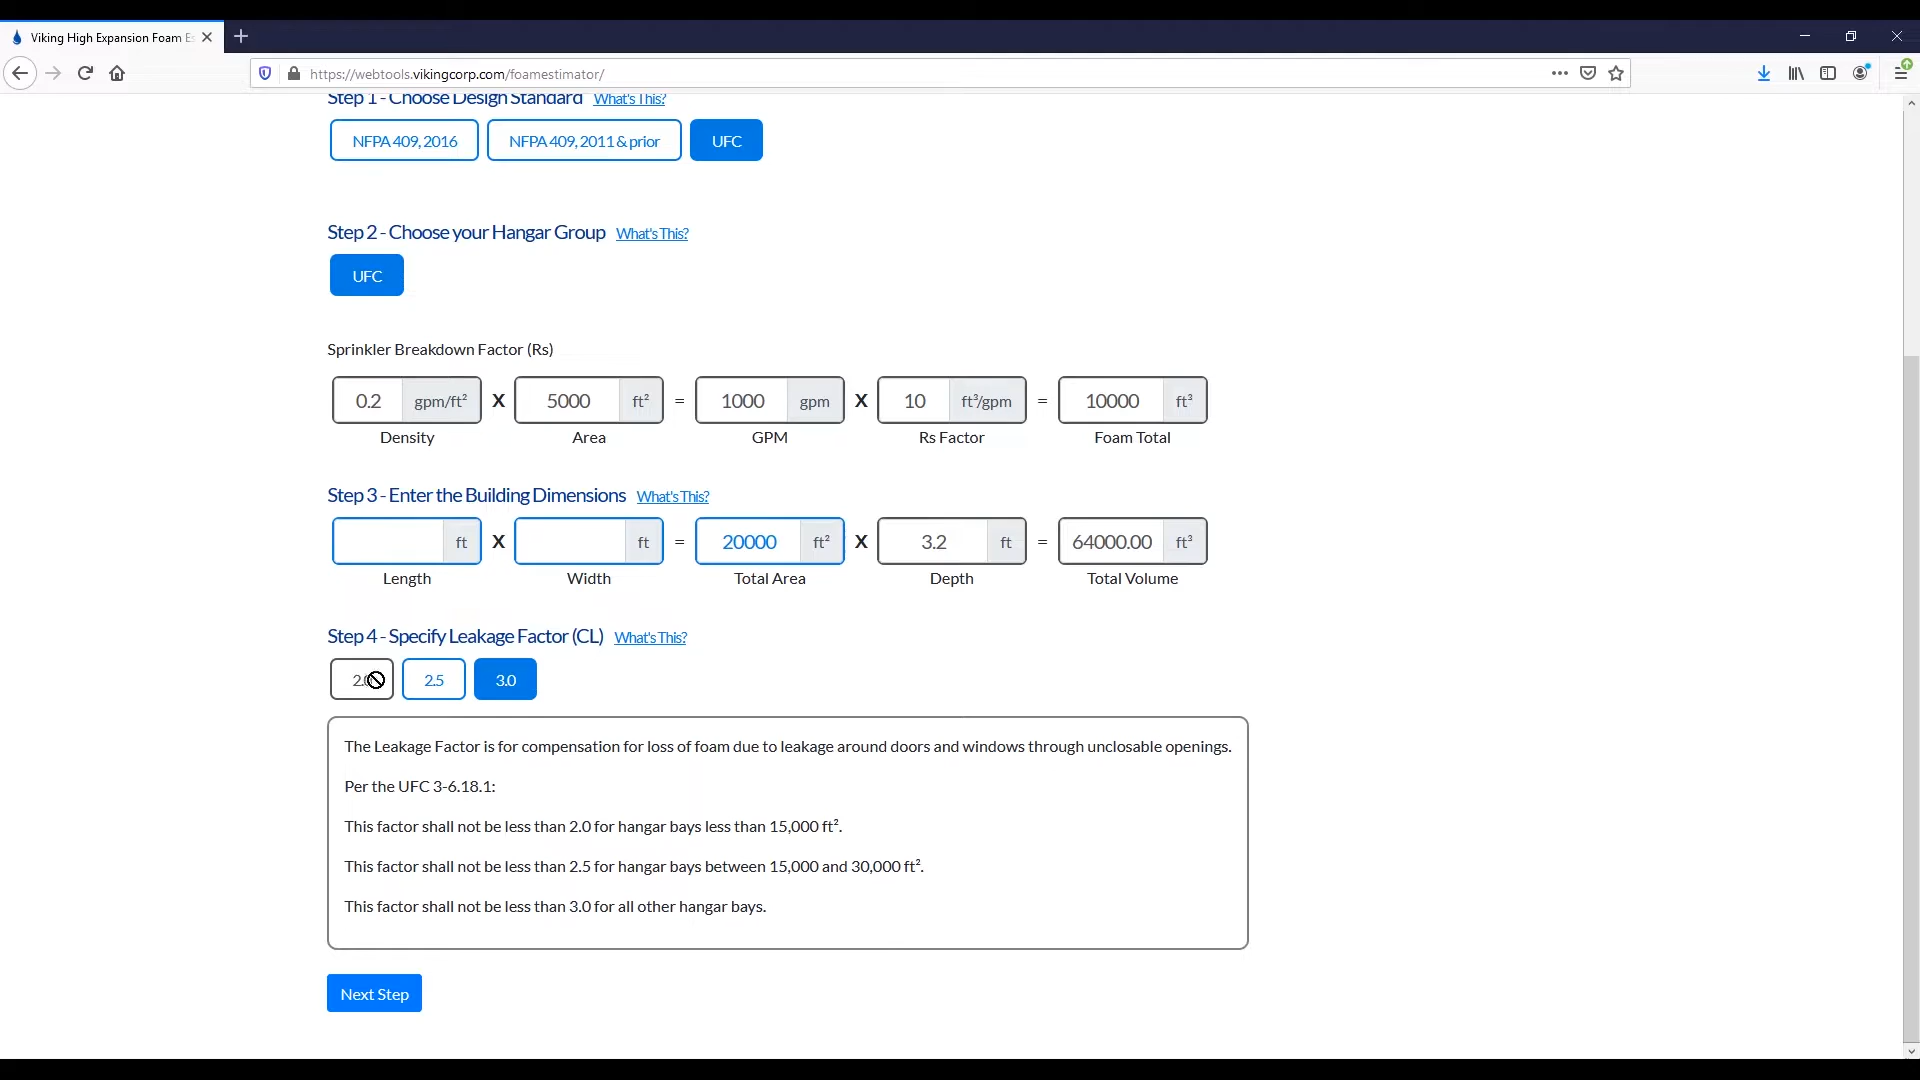 Viking High Expansion Foam Es
https://webtools.vikingcorp.com/foamestimator/
Step 1 - Choose Design Standard What's This?
NFPA 409, 2016 NFPA 409, 2011 & prior UFC
Step 2 - Choose your Hangar Group What's This?
UFC
Sprinkler Breakdown Factor (Rs)
0.2 gpm/ft² X 5000 ft² = 1000 gpm X 10 ft³/gpm = 10000 ft³
Density Area GPM Rs Factor Foam Total
Step 3 - Enter the Building Dimensions What's This?
ft X ft = 20000 ft² X 3.2 ft = 64000.00 ft³
Length Width Total Area Depth Total Volume
Step 4 - Specify Leakage Factor (CL) What's This?
2.0 2.5 3.0
The Leakage Factor is for compensation for loss of foam due to leakage around doors and windows through unclosable openings.
Per the UFC 3-6.18.1:
This factor shall not be less than 2.0 for hangar bays less than 15,000 ft².
This factor shall not be less than 2.5 for hangar bays between 15,000 and 30,000 ft².
This factor shall not be less than 3.0 for all other hangar bays.
Next Step